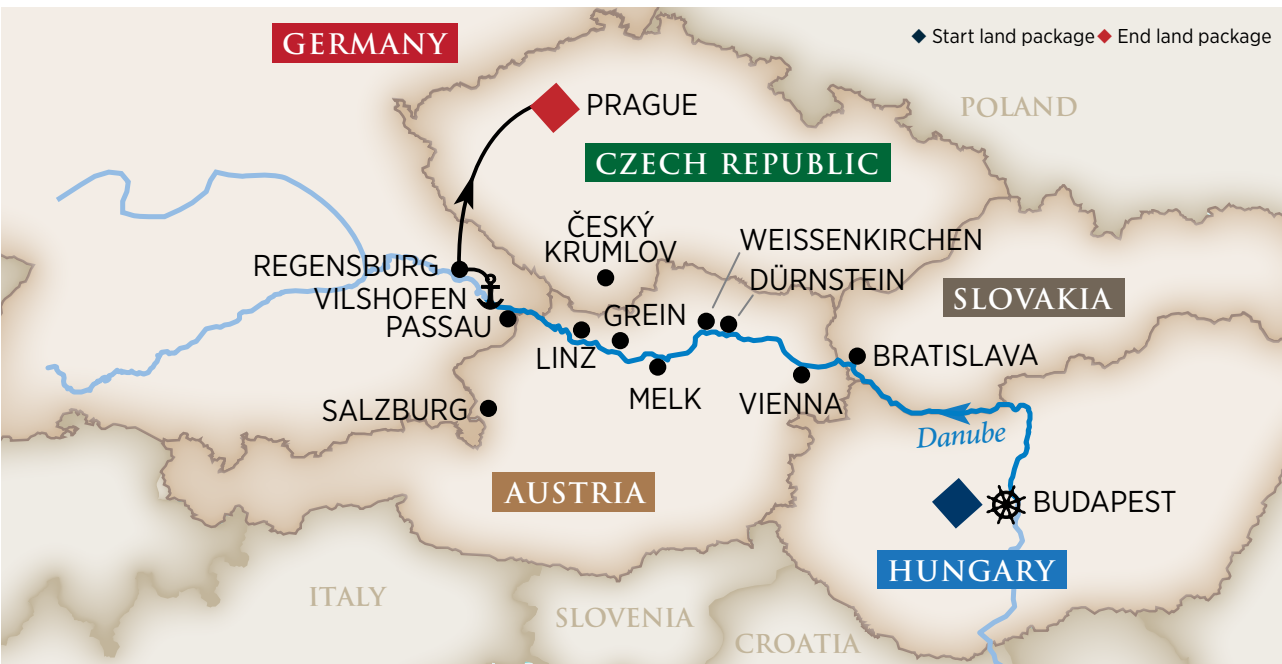 GERMANY
Start land package
End land package
PRAGUE
POLAND
CZECH REPUBLIC
ČESKÝ
KRUMLOV
WEISSENKIRCHEN
DÜRNSTEIN
REGENSBURG
VILSHOFEN
PASSAU
SLOVAKIA
GREIN
LINZ
MELK
VIENNA
BRATISLAVA
SALZBURG
Danube
AUSTRIA
BUDAPEST
HUNGARY
ITALY
SLOVENIA
CROATIA